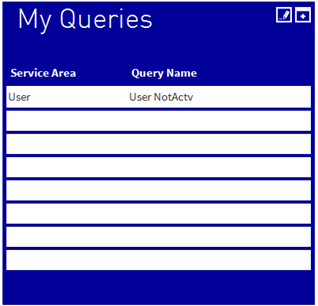 My Queries
Service Area Query Name
User User NotActv